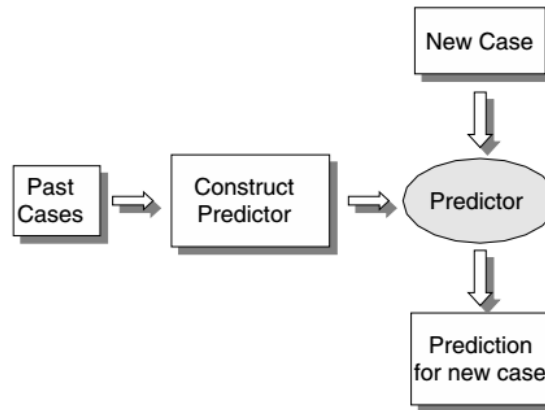 New Case
Past
Cases
Construct
Predictor
Predictor
Prediction
for new case